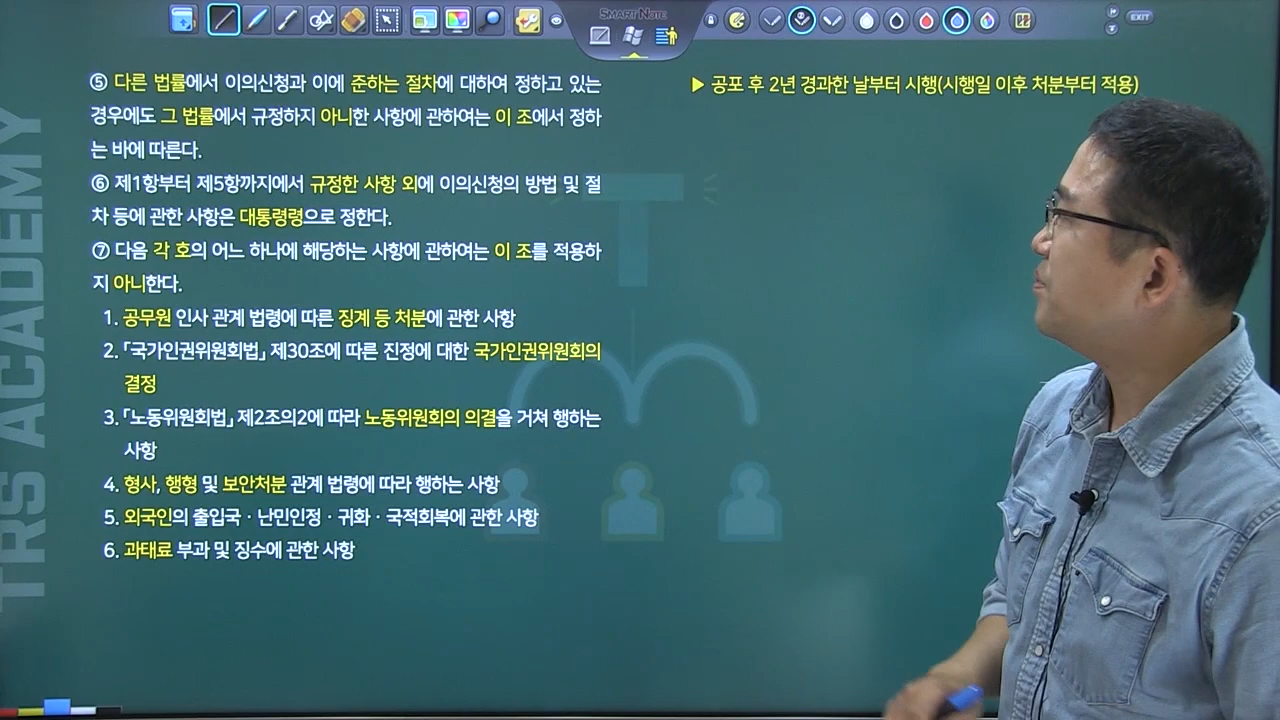 SMART NOTE
EXIT
⑤ 다른 법률에서 이의신청과 이에 준하는 절차에 대하여 정하고 있는
경우에도 그 법률에서 규정하지 아니한 사항에 관하여는 이 조에서 정하
는 바에 따른다.
⑥ 제1항부터 제5항까지에서 규정한 사항 외에 이의신청의 방법 및 절
차 등에 관한 사항은 대통령령으로 정한다.
⑦ 다음 각 호의 어느 하나에 해당하는 사항에 관하여는 이 조를 적용하
지 아니한다.
1. 공무원 인사 관계 법령에 따른 징계 등 처분에 관한 사항
2. 「국가인권위원회법」 제30조에 따른 진정에 대한 국가인권위원회의
결정
3. 「노동위원회법」 제2조의2에 따라 노동위원회의 의결을 거쳐 행하는
사항
4. 형사, 행형 및 보안처분 관계 법령에 따라 행하는 사항
5. 외국인의 출입국 · 난민인정 · 귀화 · 국적회복에 관한 사항
6. 과태료 부과 및 징수에 관한 사항
▶ 공포 후 2년 경과한 날부터 시행(시행일 이후 처분부터 적용)
TRS ACADEMY